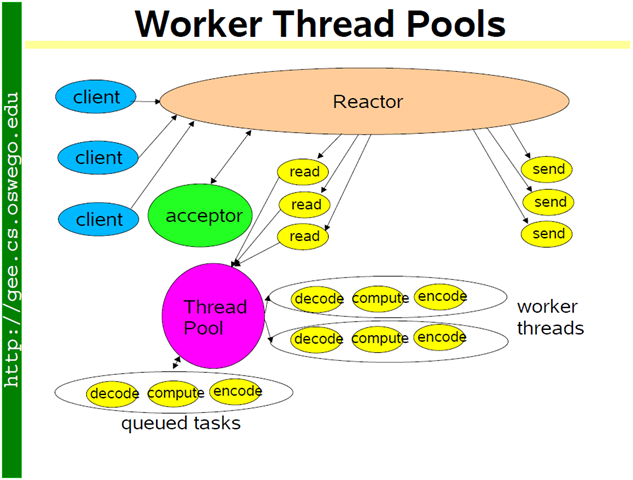 Worker Thread Pools
http://gee.cs.oswego.edu
client
Reactor
client
client
acceptor
read
read
read
send
send
send
Thread
Pool
decode compute encode
decode compute encode
worker
threads
decode compute encode
queued tasks